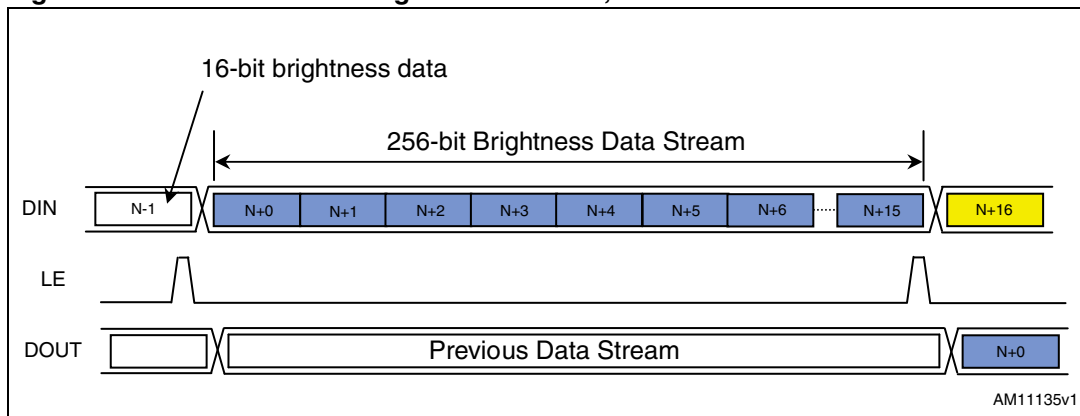 16-bit brightness data
256-bit Brightness Data Stream
DIN N-1 N+0 N+1 N+2 N+3 N+4 N+5 N+6 N+15 N+16
LE
DOUT Previous Data Stream N+0
AM11135v1